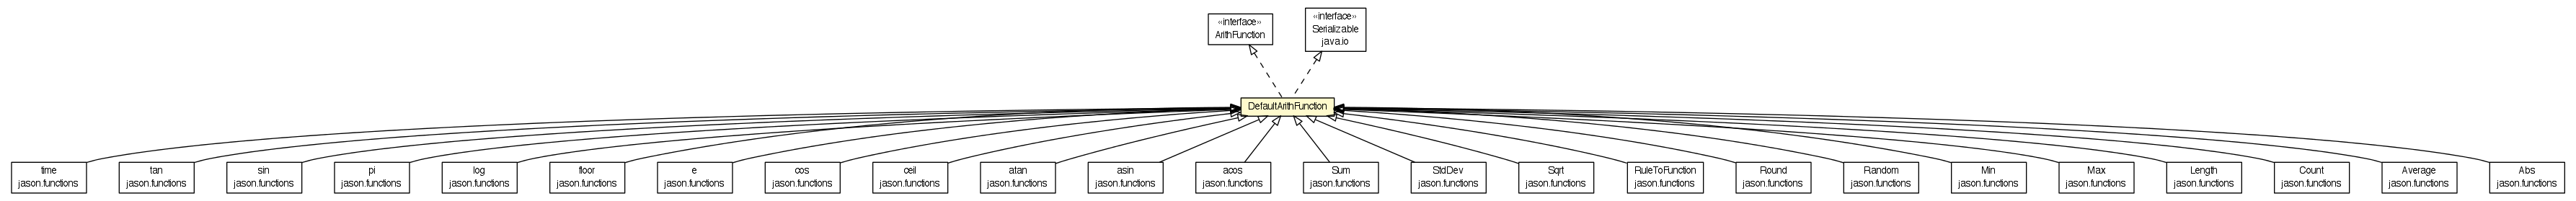 «interface»
ArithFunction
«interface»
Serializable
java.io
DefaultArithFunction
time
jason.functions
tan
jason.functions
sin
jason.functions
pi
jason.functions
log
jason.functions
floor
jason.functions
e
jason.functions
cos
jason.functions
ceil
jason.functions
atan
jason.functions
asin
jason.functions
acos
jason.functions
Sum
jason.functions
StdDev
jason.functions
Sqrt
jason.functions
RuleToFunction
jason.functions
Round
jason.functions
Random
jason.functions
Min
jason.functions
Max
jason.functions
Length
jason.functions
Count
jason.functions
Average
jason.functions
Abs
jason.functions